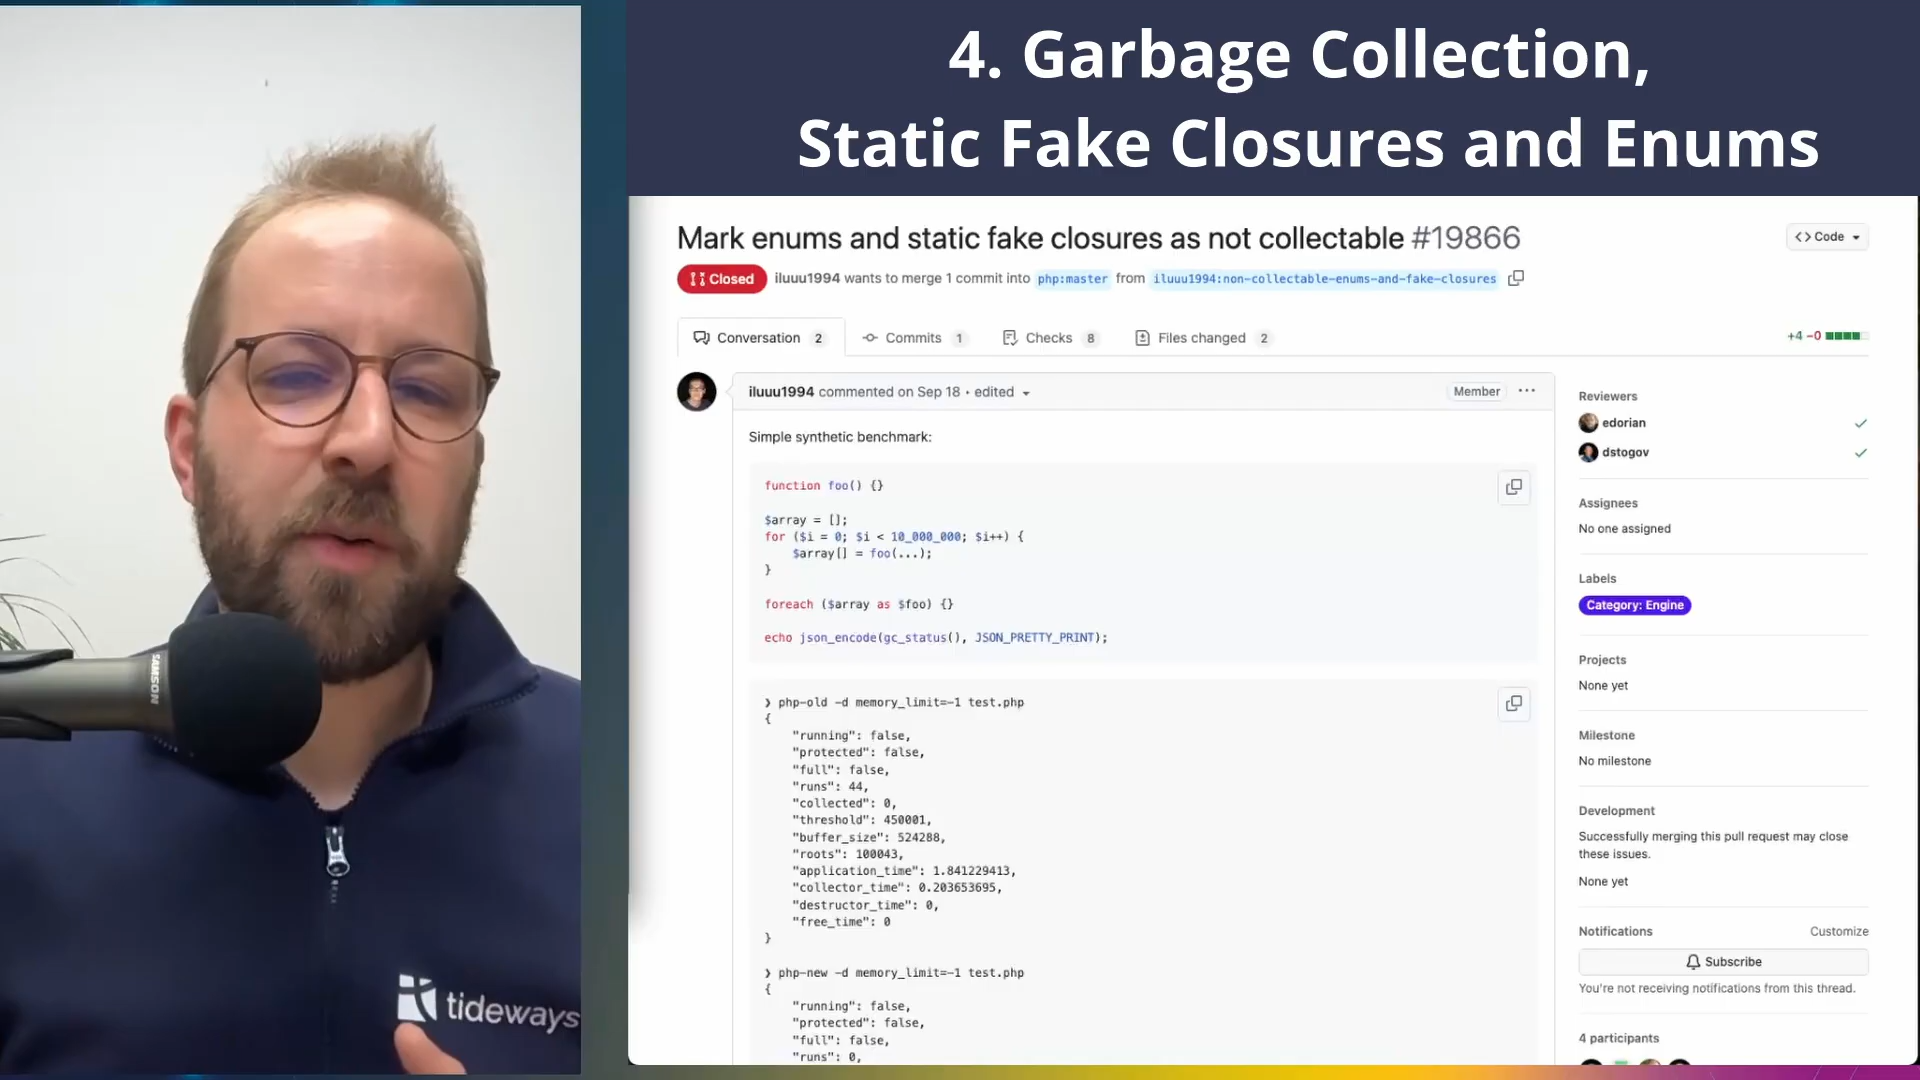 4. Garbage Collection,
Static Fake Closures and Enums
Mark enums and static fake closures as not collectable #19866
<> Code
Closed iluuu1994 wants to merge 1 commit into php:master from iluuu1994:non-collectable-enums-and-fake-closures
Conversation 2 Commits 1 Checks 8 Files changed 2 +4 −0
iluuu1994 commented on Sep 18 • edited Member ...
Simple synthetic benchmark:
function foo() {}
$array = [];
for ($i = 0; $i < 10_000_000; $i++) {
$array[] = foo(...);
}
foreach ($array as $foo) {}
echo json_encode(gc_status(), JSON_PRETTY_PRINT);
❯ php-old -d memory_limit=-1 test.php
{
"running": false,
"protected": false,
"full": false,
"runs": 44,
"collected": 0,
"threshold": 450001,
"buffer_size": 524288,
"roots": 100043,
"application_time": 1.841229413,
"collector_time": 0.203653695,
"destructor_time": 0,
"free_time": 0
}
❯ php-new -d memory_limit=-1 test.php
{
"running": false,
"protected": false,
"full": false,
"runs": 0,
Reviewers
edorian
dstogov
Assignees
No one assigned
Labels
Category: Engine
Projects
None yet
Milestone
No milestone
Development
Successfully merging this pull request may close
these issues.
None yet
Notifications Customize
Subscribe
You're not receiving notifications from this thread.
4 participants
SAMSON
tideways